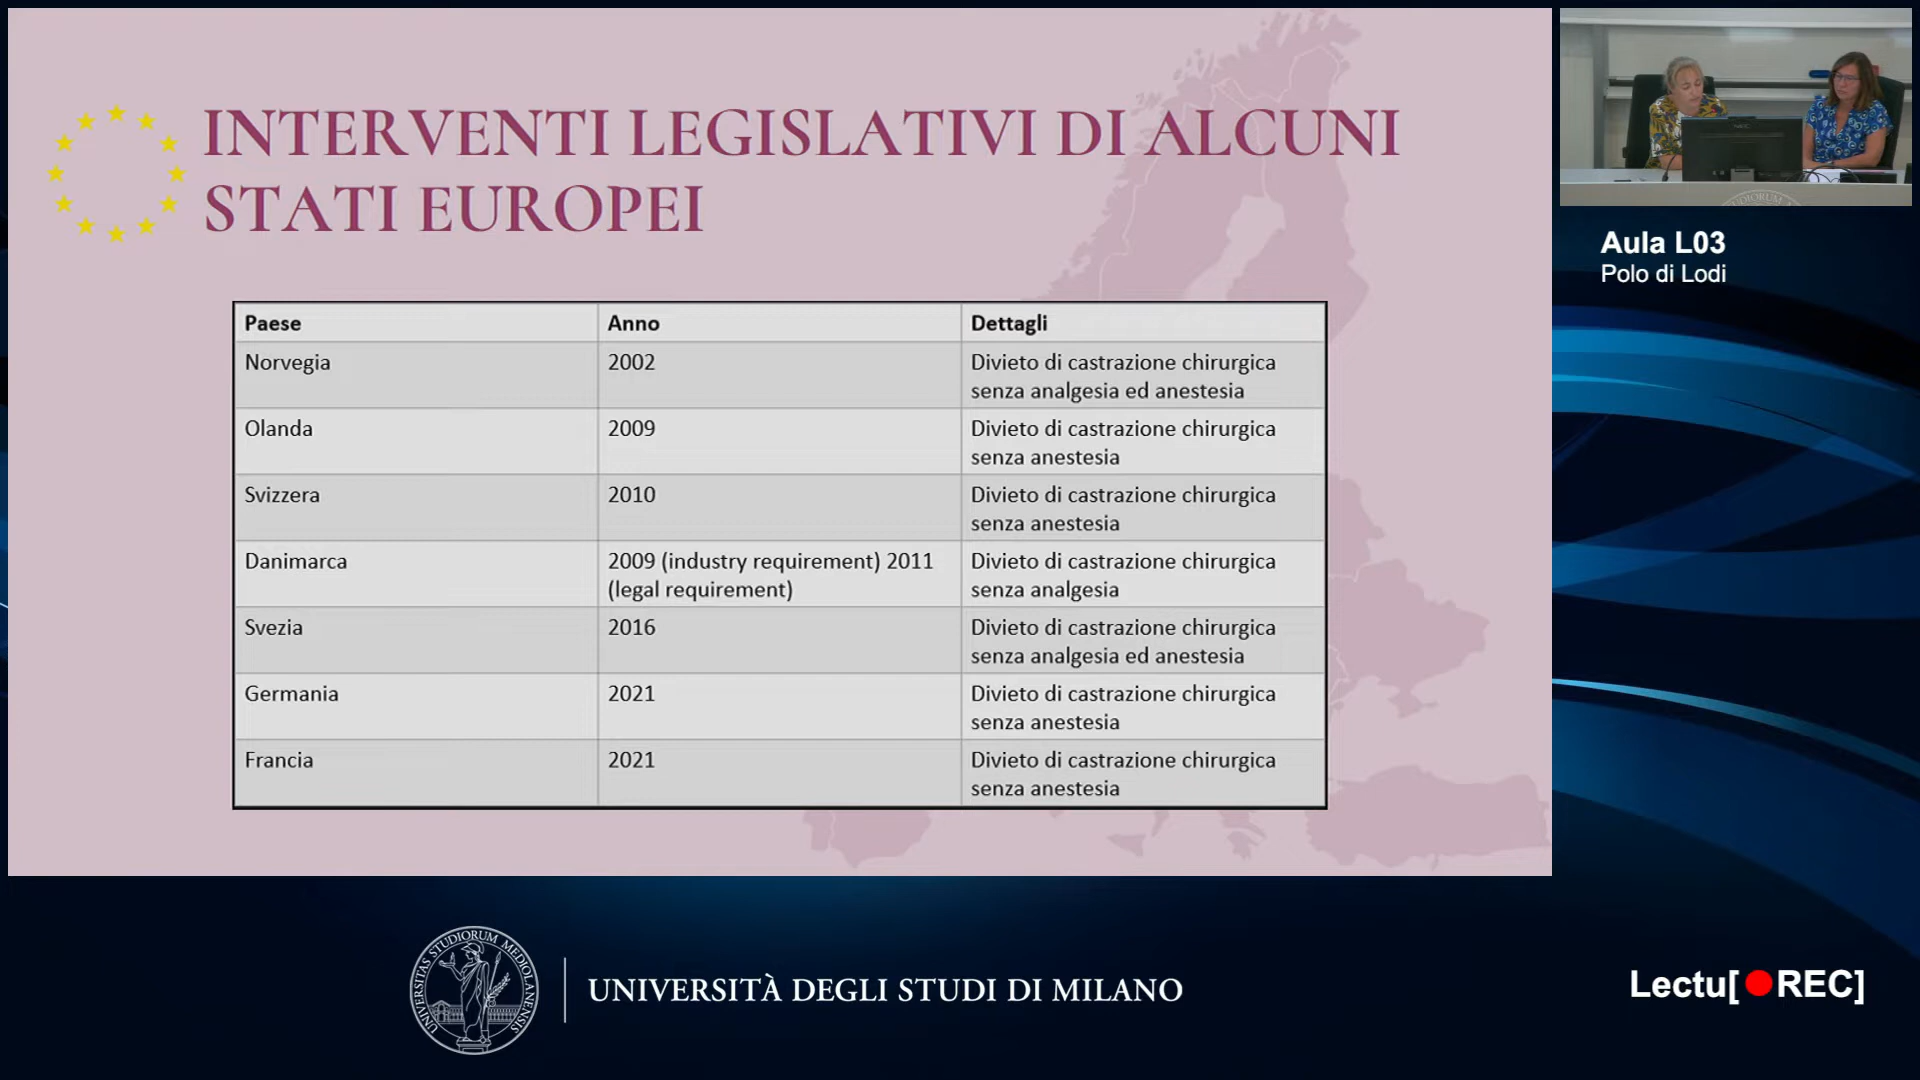 INTERVENTI LEGISLATIVI DI ALCUNI
STATI EUROPEI
Paese
Anno
Dettagli
Norvegia
2002
Divieto di castrazione chirurgica
senza analgesia ed anestesia
Olanda
2009
Divieto di castrazione chirurgica
senza anestesia
Svizzera
2010
Divieto di castrazione chirurgica
senza anestesia
Danimarca
2009 (industry requirement) 2011
(legal requirement)
Divieto di castrazione chirurgica
senza analgesia
Svezia
2016
Divieto di castrazione chirurgica
senza analgesia ed anestesia
Germania
2021
Divieto di castrazione chirurgica
senza anestesia
Francia
2021
Divieto di castrazione chirurgica
senza anestesia
Aula L03
Polo di Lodi
UNIVERSITAS STUDIORUM MEDIOLANENSIS
UNIVERSITÀ DEGLI STUDI DI MILANO
Lectu[REC]